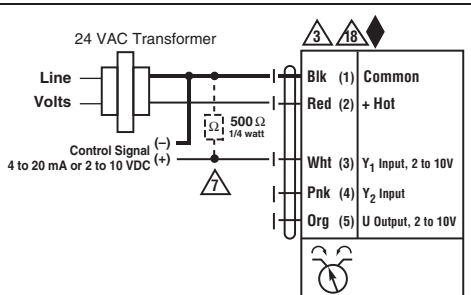 24 VAC Transformer
Line
Volts
Control Signal (–)
4 to 20 mA or 2 to 10 VDC (+)
Ω 500 Ω
1/4 watt
7
3 18
Blk (1) Common
Red (2) + Hot
Wht (3) Y₁ Input, 2 to 10V
Pnk (4) Y₂ Input
Org (5) U Output, 2 to 10V